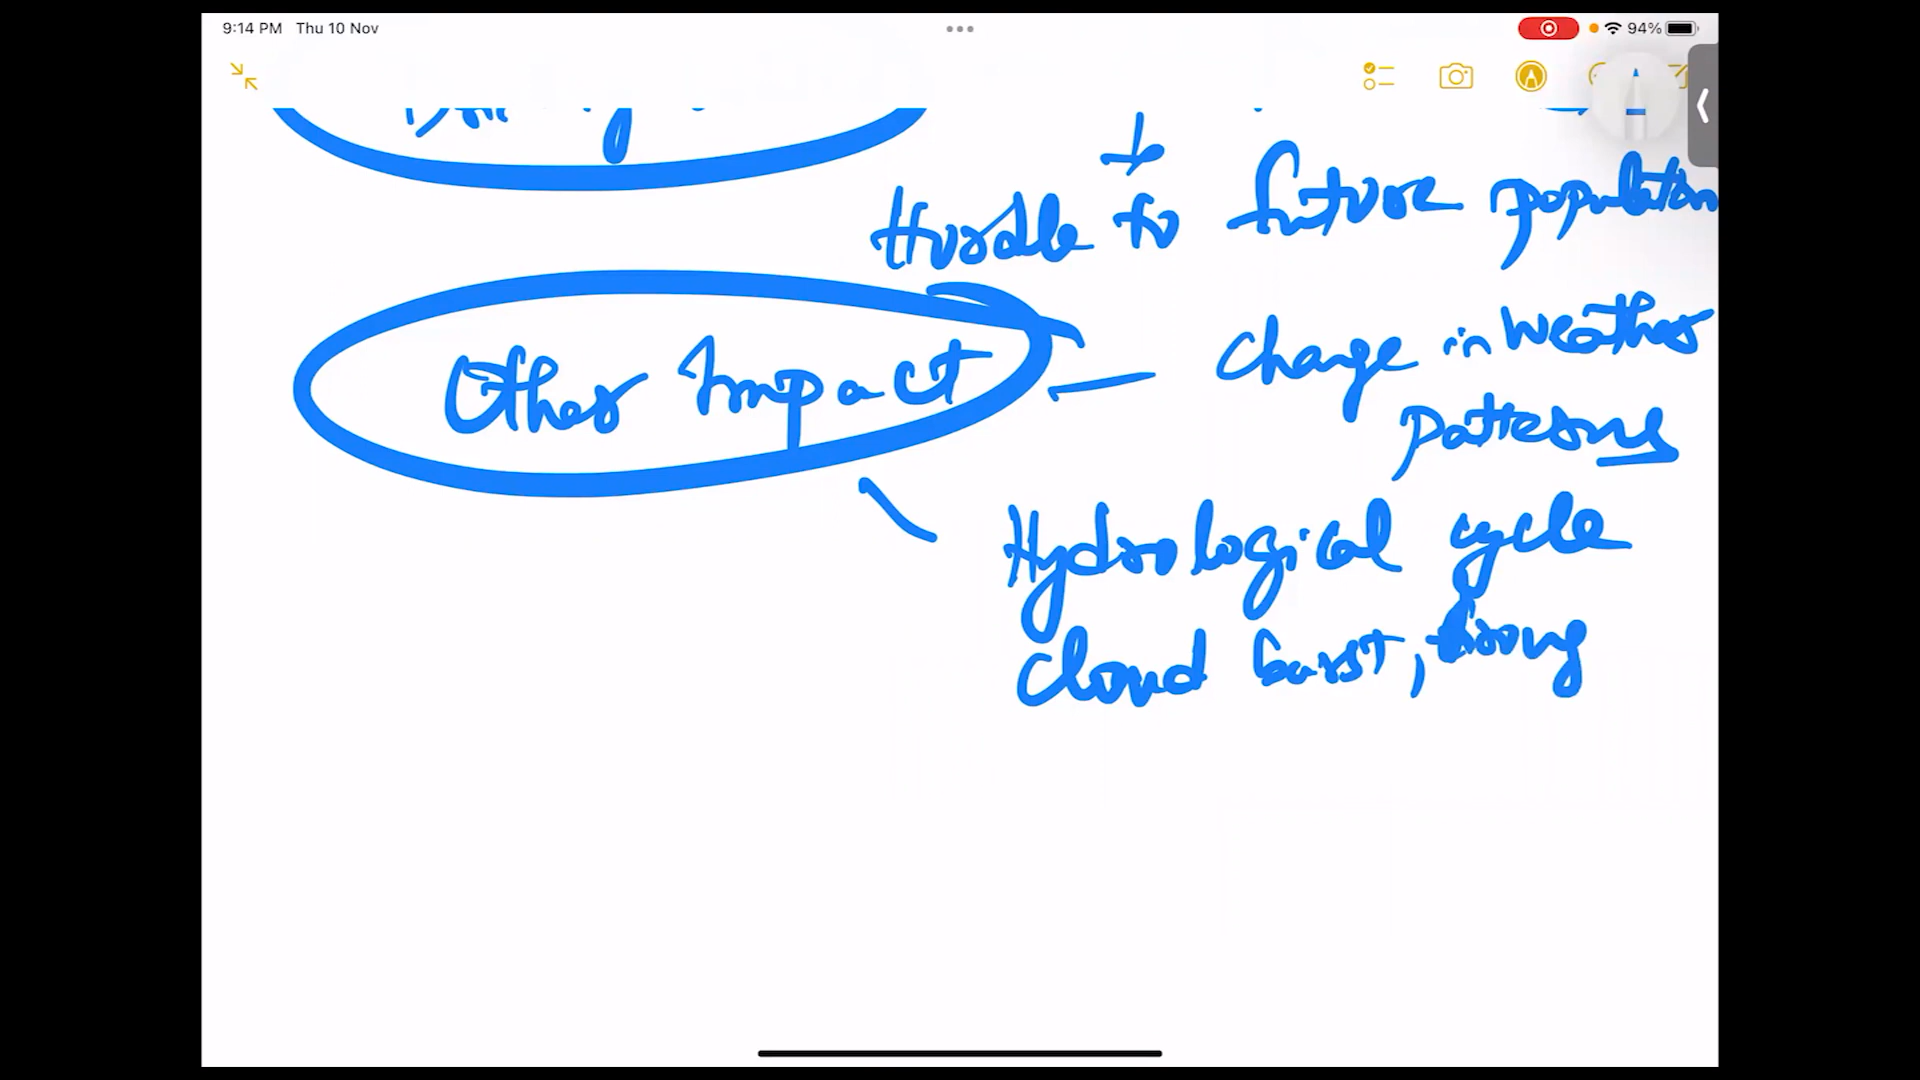 9:14 PM Thu 10 Nov
94%
Hurdle to future population
Other Impact
Change in Weather
patterns
Hydrological cycle
Cloud burst, strong